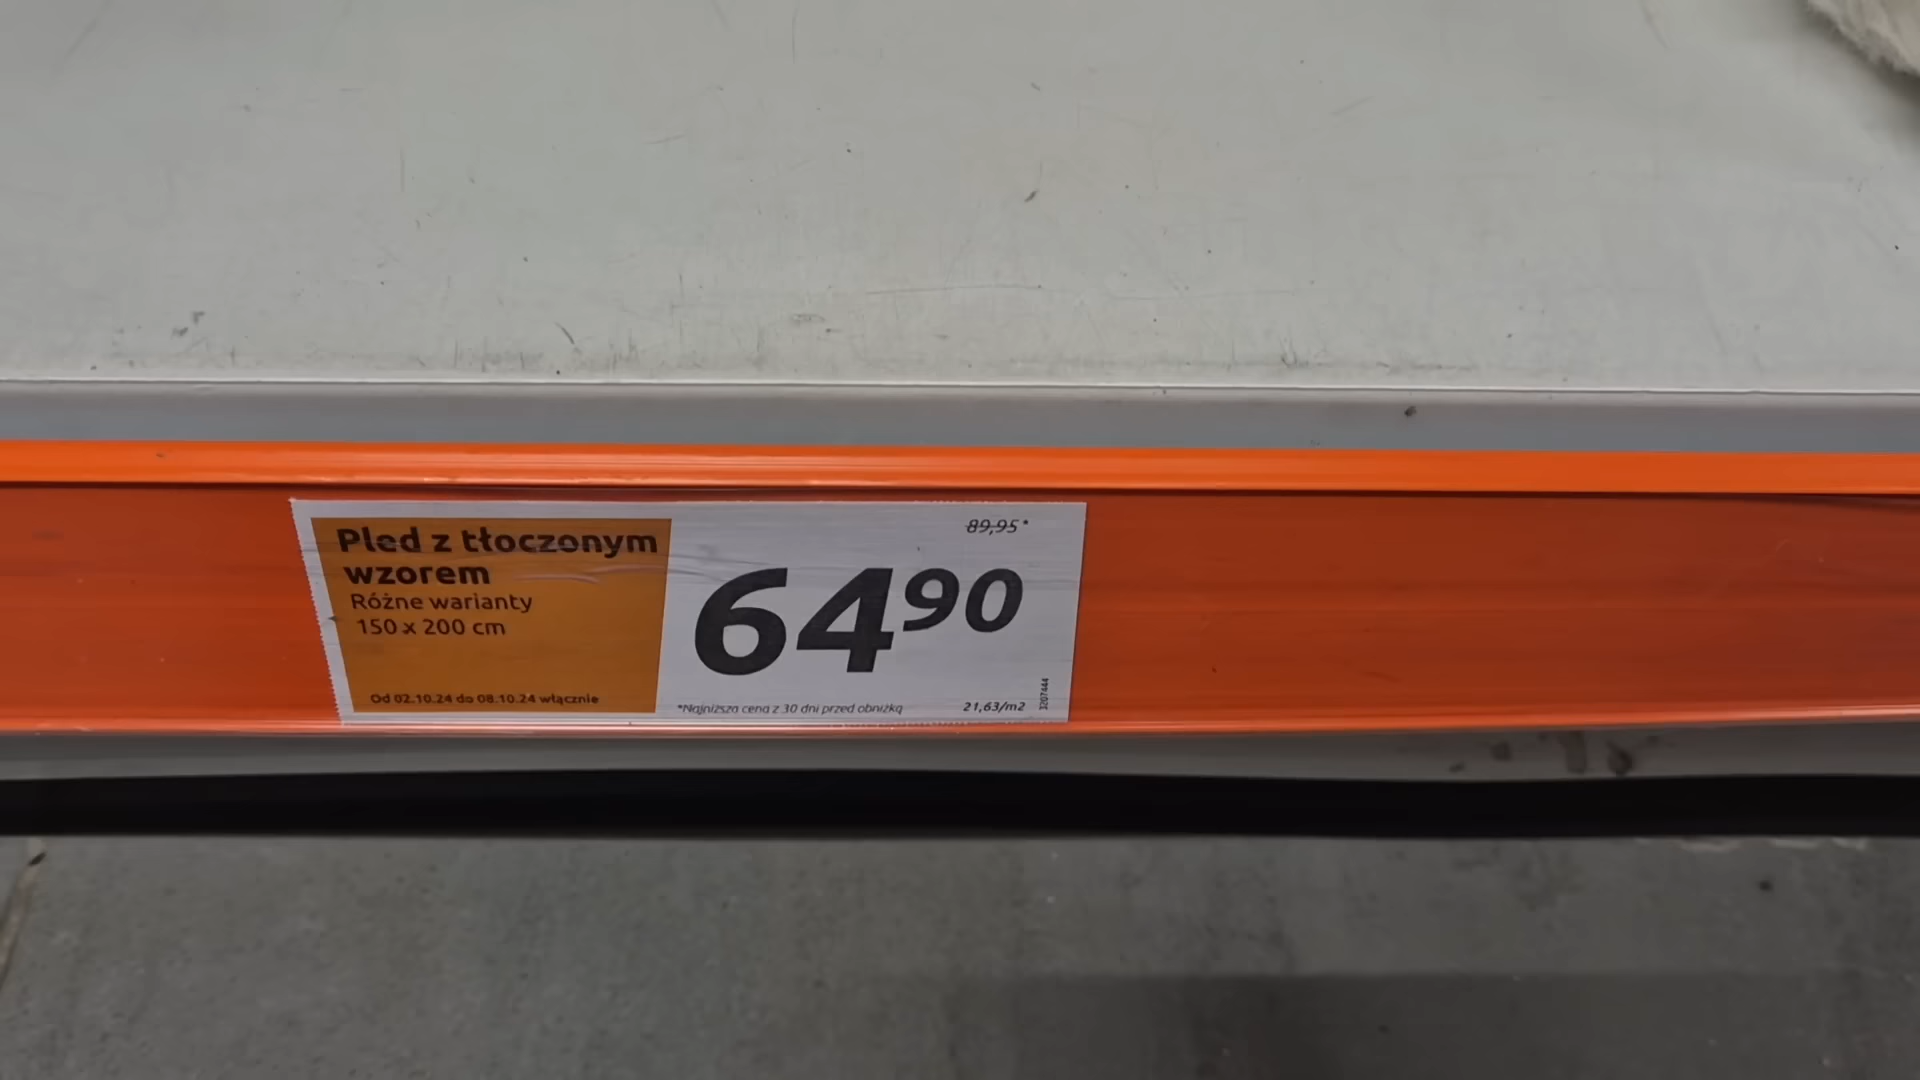 Pled z tłoczonym
wzorem
Różne warianty
150 x 200 cm
Od 02.10.24 do 08.10.24 włącznie
89,95*
64 90
*Najniższa cena z 30 dni przed obniżką
21,63/m2
3207444